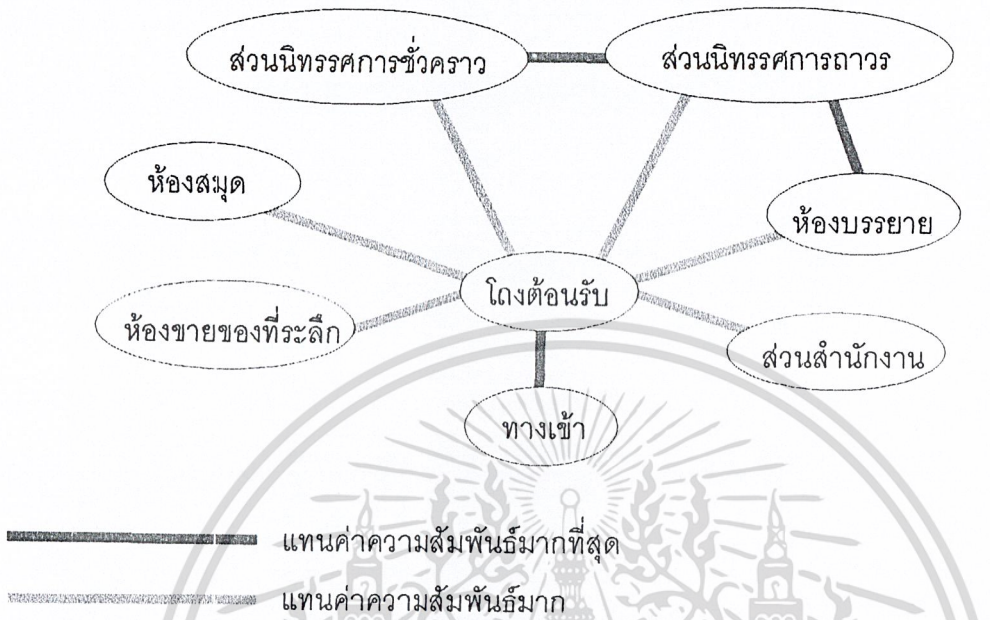 ส่วนนิทรรศการชั่วคราว
ส่วนนิทรรศการถาวร
ห้องสมุด
ห้องบรรยาย
โถงต้อนรับ
ห้องขายของที่ระลึก
ส่วนสำนักงาน
ทางเข้า
แทนค่าความสัมพันธ์มากที่สุด
แทนค่าความสัมพันธ์มาก